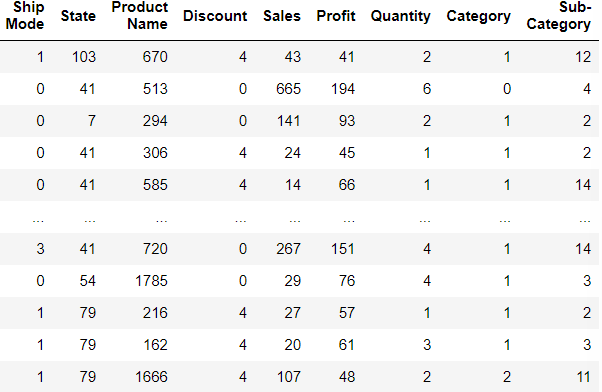 Ship Mode State Product Name Discount Sales Profit Quantity Category Sub-Category
1 103 670 4 43 41 2 1 12
0 41 513 0 665 194 6 0 4
0 7 294 0 141 93 2 1 2
0 41 306 4 24 45 1 1 2
0 41 585 4 14 66 1 1 14
... ... ... ... ... ... ... ... ...
3 41 720 0 267 151 4 1 14
0 54 1785 0 29 76 4 1 3
1 79 216 4 27 57 1 1 2
1 79 162 4 20 61 3 1 3
1 79 1666 4 107 48 2 2 11